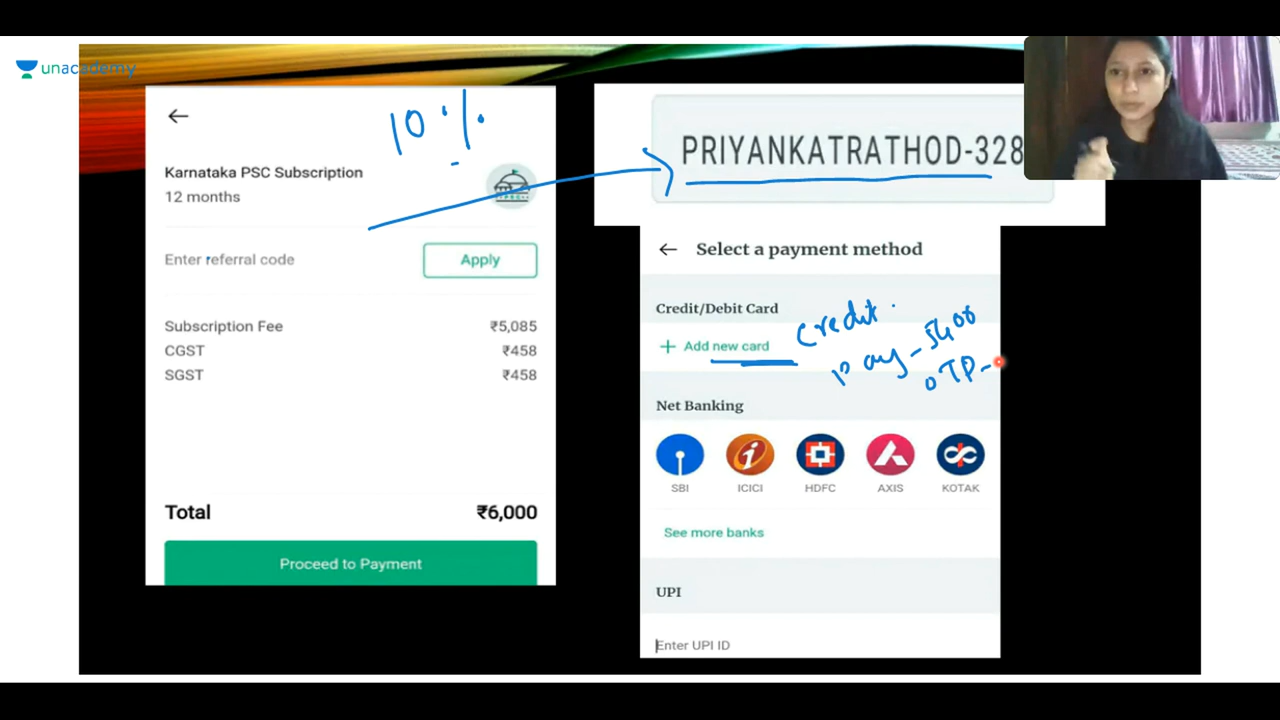 unacademy
10%
Karnataka PSC Subscription
12 months
Enter referral code
Apply
Subscription Fee ₹5,085
CGST ₹458
SGST ₹458
Total ₹6,000
Proceed to Payment
PRIYANKATRATHOD-328
Select a payment method
Credit/Debit Card
+ Add new card
Credit
Pay - 5400
OTP-
Net Banking
SBI ICICI HDFC AXIS KOTAK
See more banks
UPI
Enter UPI ID